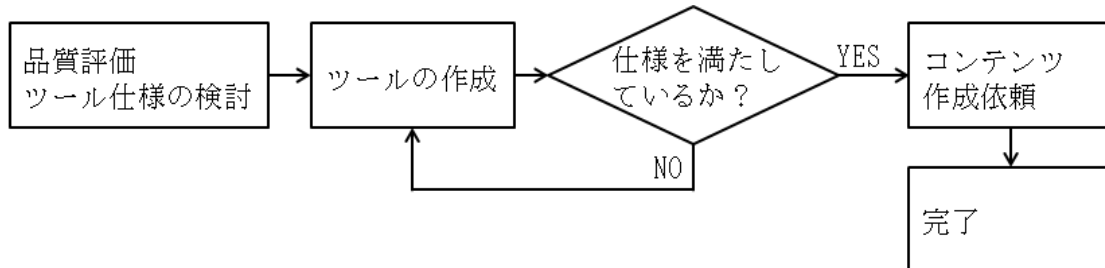 品質評価
ツール仕様の検討
ツールの作成
仕様を満たし
ているか？
YES
NO
コンテンツ
作成依頼
完了